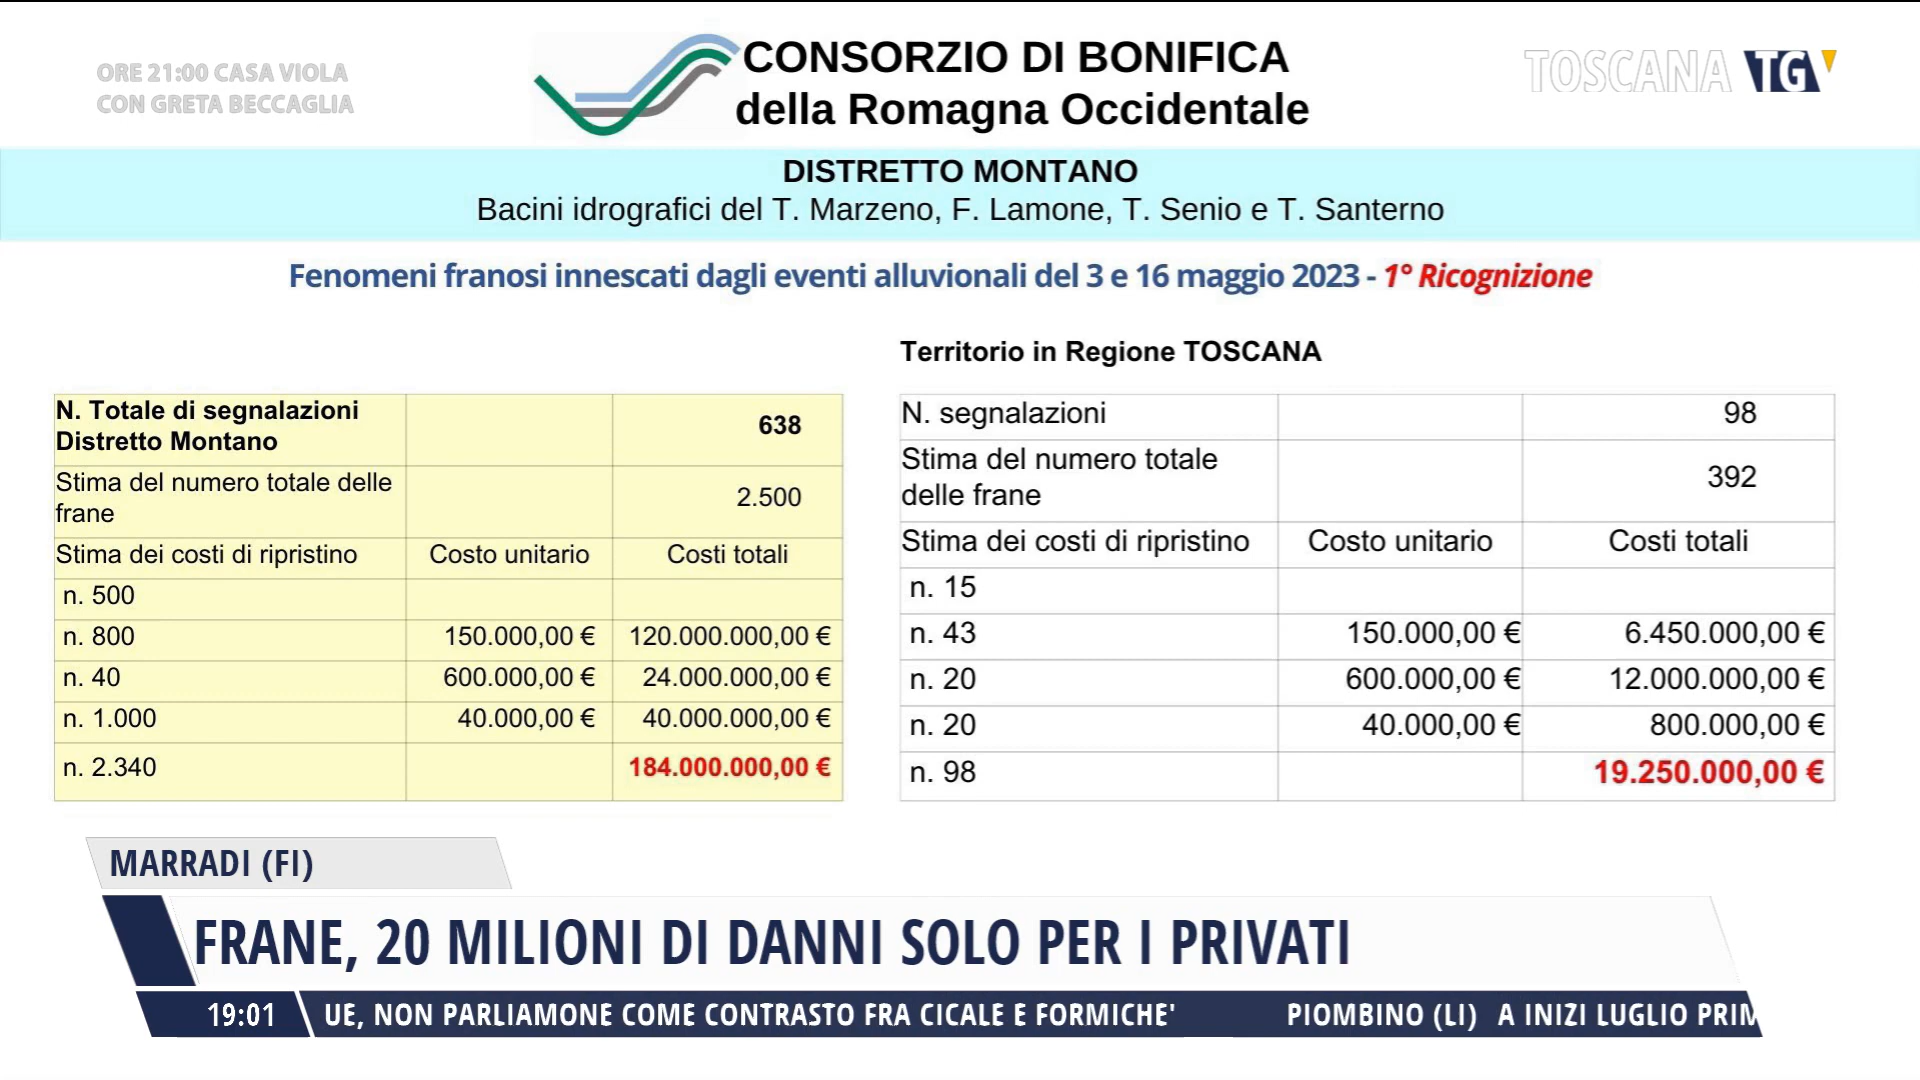 ORE 21:00 CASA VIOLA
CON GRETA BECCAGLIA
CONSORZIO DI BONIFICA
della Romagna Occidentale
TOSCANA TG
DISTRETTO MONTANO
Bacini idrografici del T. Marzeno, F. Lamone, T. Senio e T. Santerno
Fenomeni franosi innescati dagli eventi alluvionali del 3 e 16 maggio 2023 - 1° Ricognizione
N. Totale di segnalazioni
Distretto Montano 638
Stima del numero totale delle
frane 2.500
Stima dei costi di ripristino Costo unitario Costi totali
n. 500
n. 800 150.000,00 € 120.000.000,00 €
n. 40 600.000,00 € 24.000.000,00 €
n. 1.000 40.000,00 € 40.000.000,00 €
n. 2.340 184.000.000,00 €
Territorio in Regione TOSCANA
N. segnalazioni 98
Stima del numero totale
delle frane 392
Stima dei costi di ripristino Costo unitario Costi totali
n. 15
n. 43 150.000,00 € 6.450.000,00 €
n. 20 600.000,00 € 12.000.000,00 €
n. 20 40.000,00 € 800.000,00 €
n. 98 19.250.000,00 €
MARRADI (FI)
FRANE, 20 MILIONI DI DANNI SOLO PER I PRIVATI
19:01 UE, NON PARLIAMONE COME CONTRASTO FRA CICALE E FORMICHE' PIOMBINO (LI) A INIZI LUGLIO PRIM